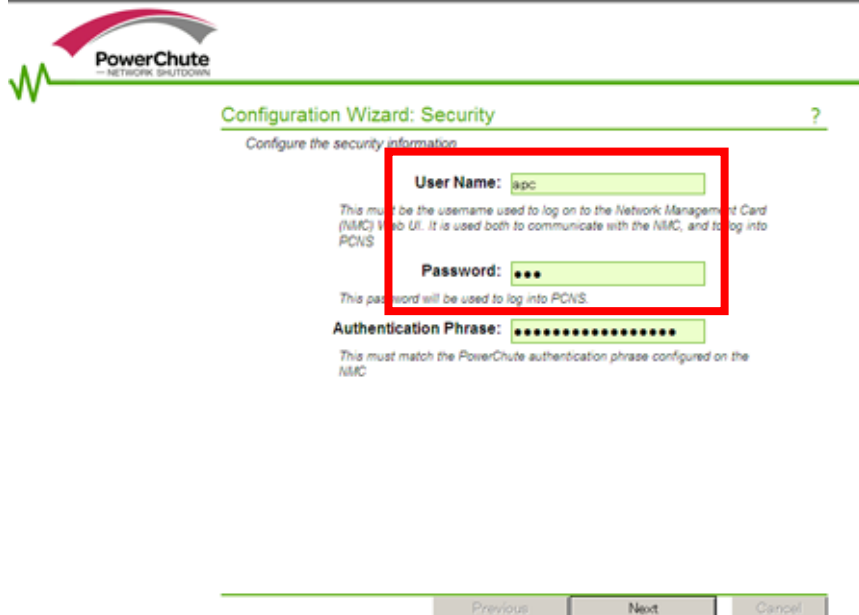 PowerChute
NETWORK SHUTDOWN
Configuration Wizard: Security ?
Configure the security information
User Name: apc
This must be the username used to log on to the Network Management Card
(NMC) Web UI. It is used both to communicate with the NMC, and to log into
PCNS
Password: ●●●
This password will be used to log into PCNS.
Authentication Phrase: ●●●●●●●●●●●●●●●●●
This must match the PowerChute authentication phrase configured on the
NMC
Previous Next Cancel